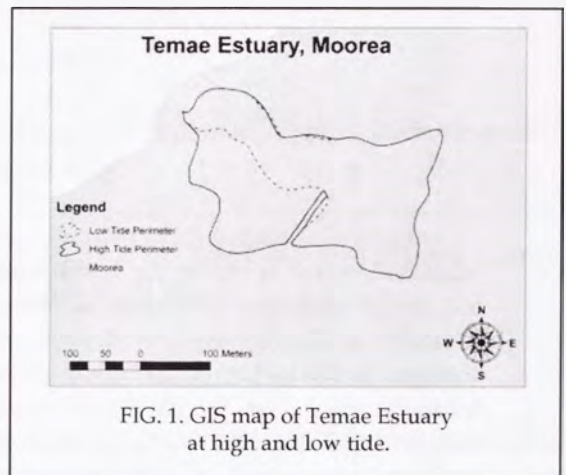 Temae Estuary, Moorea
Legend
Low Tide Perimeter
High Tide Perimeter
Moorea
100 50 0 100 Meters
N
W E
S
FIG. 1. GIS map of Temae Estuary
at high and low tide.